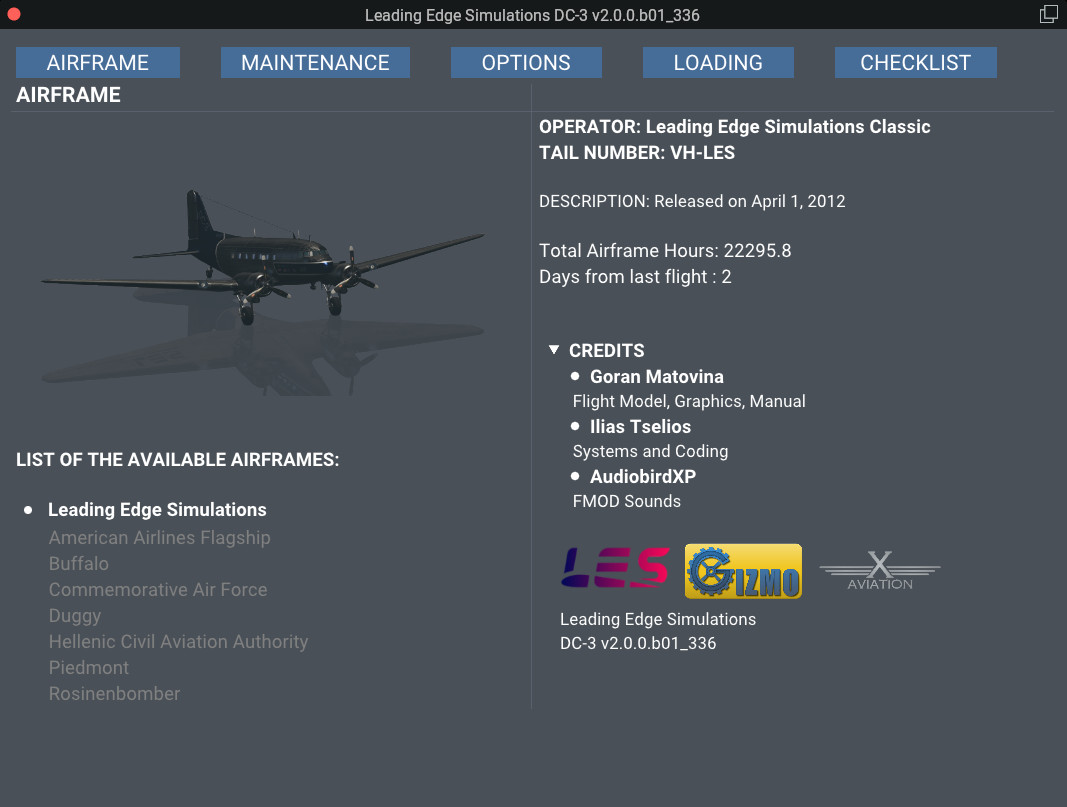 Leading Edge Simulations DC-3 v2.0.0.b01_336
AIRFRAME
MAINTENANCE
OPTIONS
LOADING
CHECKLIST
AIRFRAME
LIST OF THE AVAILABLE AIRFRAMES:
Leading Edge Simulations
American Airlines Flagship
Buffalo
Commemorative Air Force
Duggy
Hellenic Civil Aviation Authority
Piedmont
Rosinenbomber
OPERATOR: Leading Edge Simulations Classic
TAIL NUMBER: VH-LES
DESCRIPTION: Released on April 1, 2012
Total Airframe Hours: 22295.8
Days from last flight : 2
CREDITS
Goran Matovina
Flight Model, Graphics, Manual
Ilias Tselios
Systems and Coding
AudiobirdXP
FMOD Sounds
LES
GIZMO
X
AVIATION
Leading Edge Simulations
DC-3 v2.0.0.b01_336